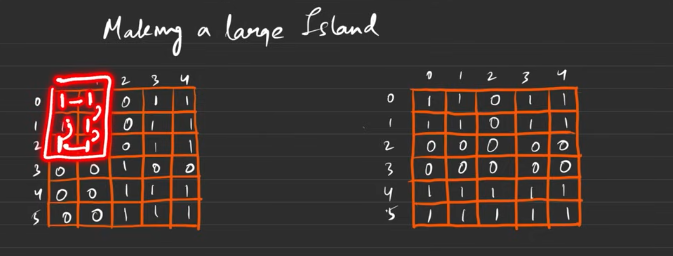 Making a large Island
2 3 4
0 1 1 0 1 1
1 0 1 1
2 0 1 1
3 0 0 1 0 0
4 0 0 1 1 1
5 0 0 1 1 1
0 1 2 3 4
0 1 1 0 1 1
1 1 1 0 1 1
2 0 0 0 0 0
3 0 0 0 0 0
4 1 1 1 1 1
5 1 1 1 1 1